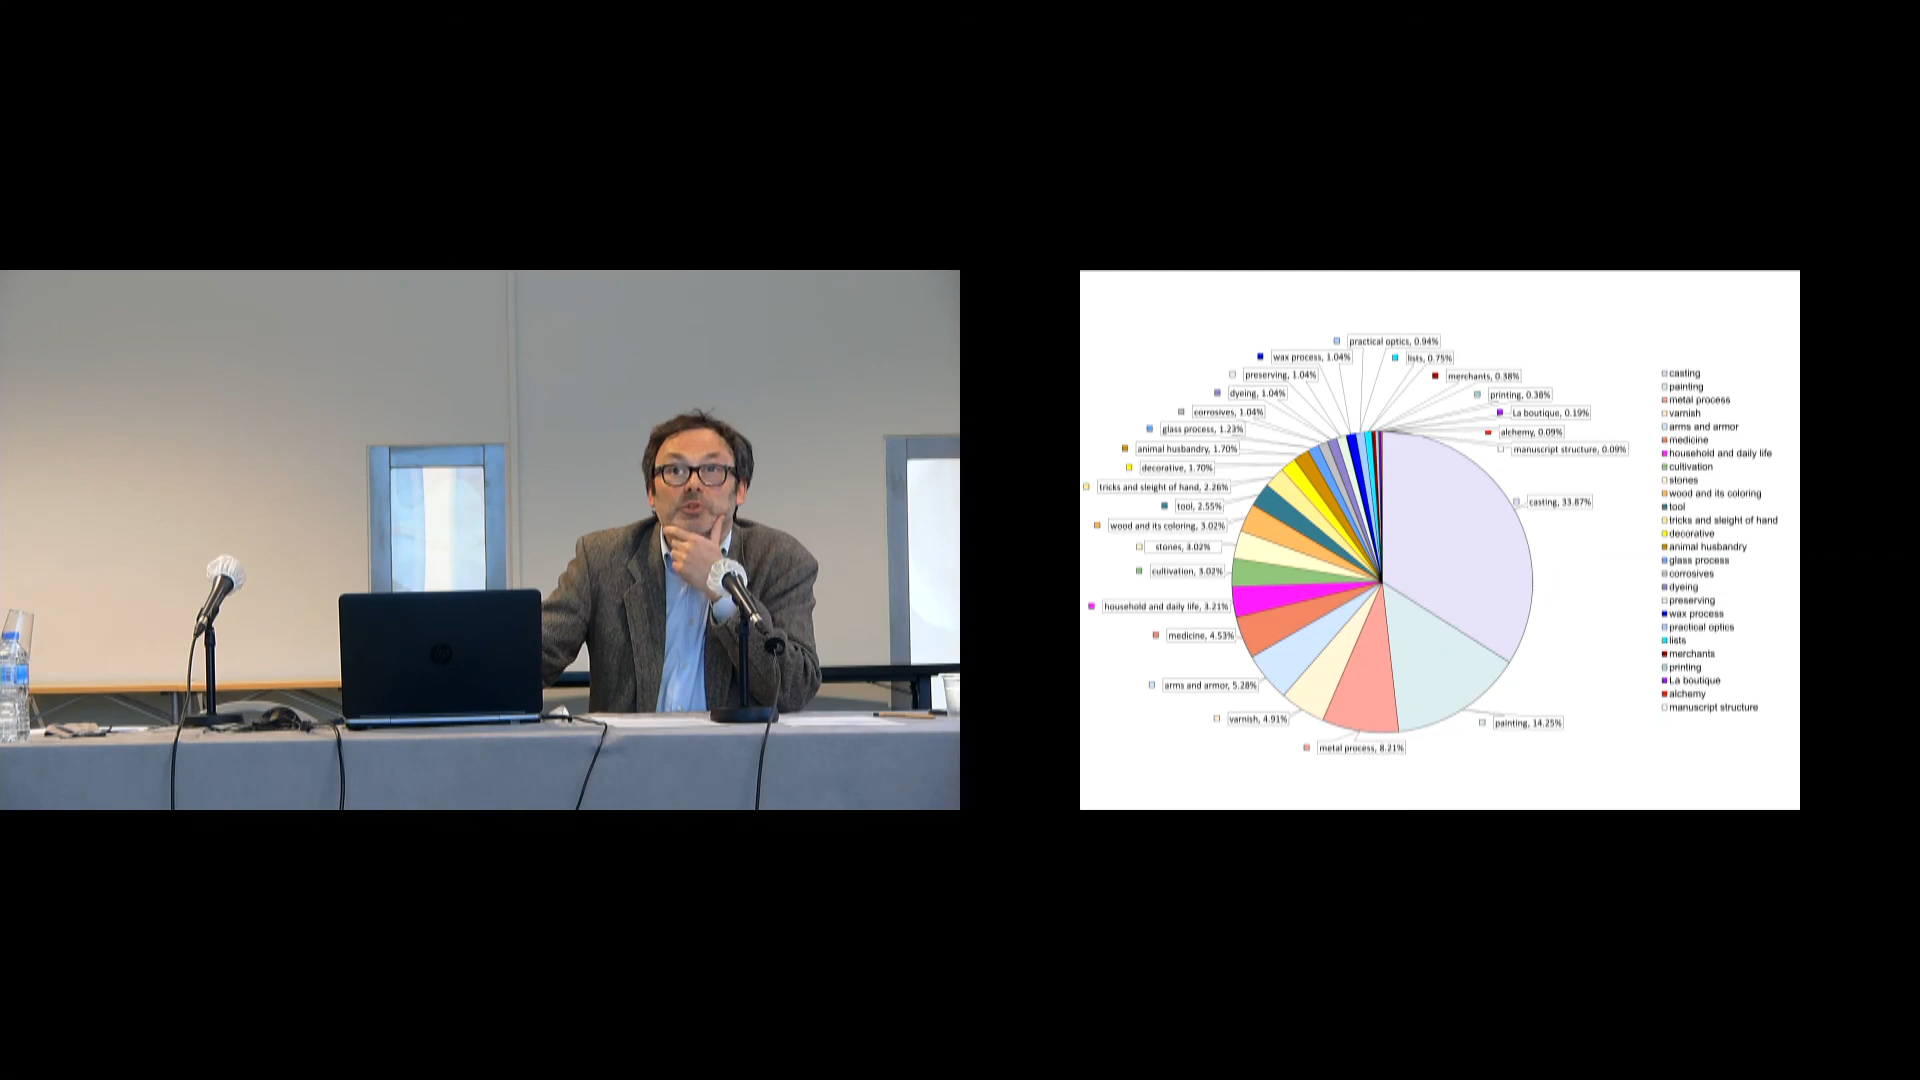 practical optics, 0.94%
wax process, 1.04%
lists, 0.75%
preserving, 1.04%
merchants, 0.38%
dyeing, 1.04%
printing, 0.38%
corrosives, 1.04%
La boutique, 0.19%
glass process, 1.23%
alchemy, 0.09%
animal husbandry, 1.70%
manuscript structure, 0.09%
decorative, 1.70%
tricks and sleight of hand, 2.26%
casting, 33.87%
tool, 2.55%
wood and its coloring, 3.02%
stones, 3.02%
cultivation, 3.02%
household and daily life, 3.21%
medicine, 4.53%
arms and armor, 5.28%
varnish, 4.91%
painting, 14.25%
metal process, 8.21%
casting
painting
metal process
varnish
arms and armor
medicine
household and daily life
cultivation
stones
wood and its coloring
tool
tricks and sleight of hand
decorative
animal husbandry
glass process
corrosives
dyeing
preserving
wax process
practical optics
lists
merchants
printing
La boutique
alchemy
manuscript structure
hp